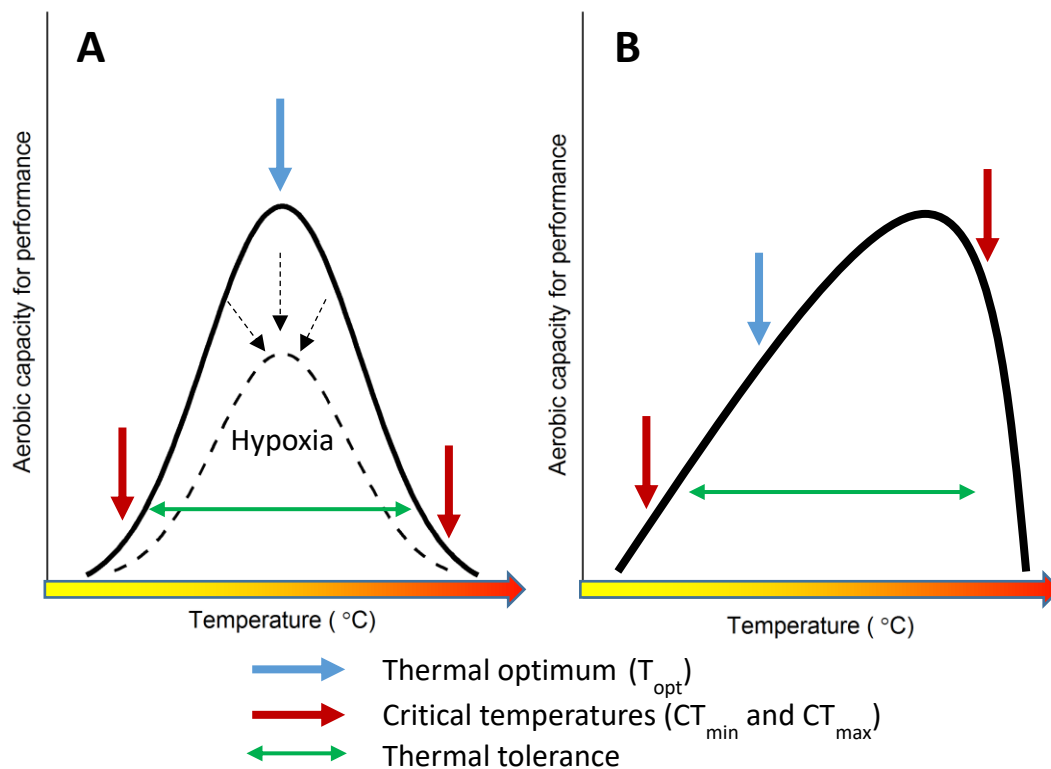 A
Aerobic capacity for performance
Hypoxia
Temperature ( °C)
B
Aerobic capacity for performance
Temperature ( °C)
Thermal optimum (Topt)
Critical temperatures (CTmin and CTmax)
Thermal tolerance